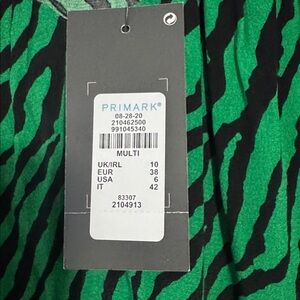 PRIMARK®
08-28-20
210462500
991045340
MULTI
UK/IRL 10
EUR 38
USA 6
IT 42
83307
2104913